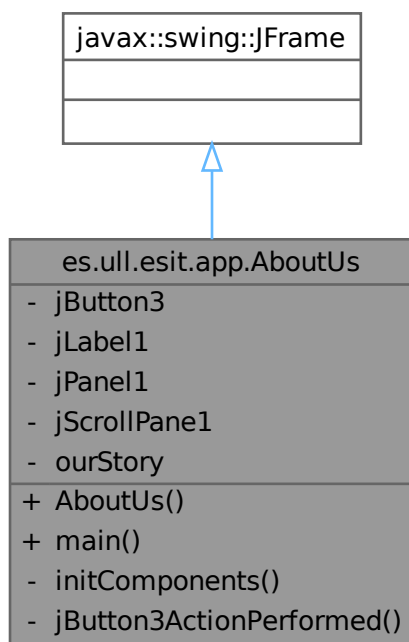 javax::swing::JFrame
es.ull.esit.app.AboutUs
- jButton3
- jLabel1
- jPanel1
- jScrollPane1
- ourStory
+ AboutUs()
+ main()
- initComponents()
- jButton3ActionPerformed()